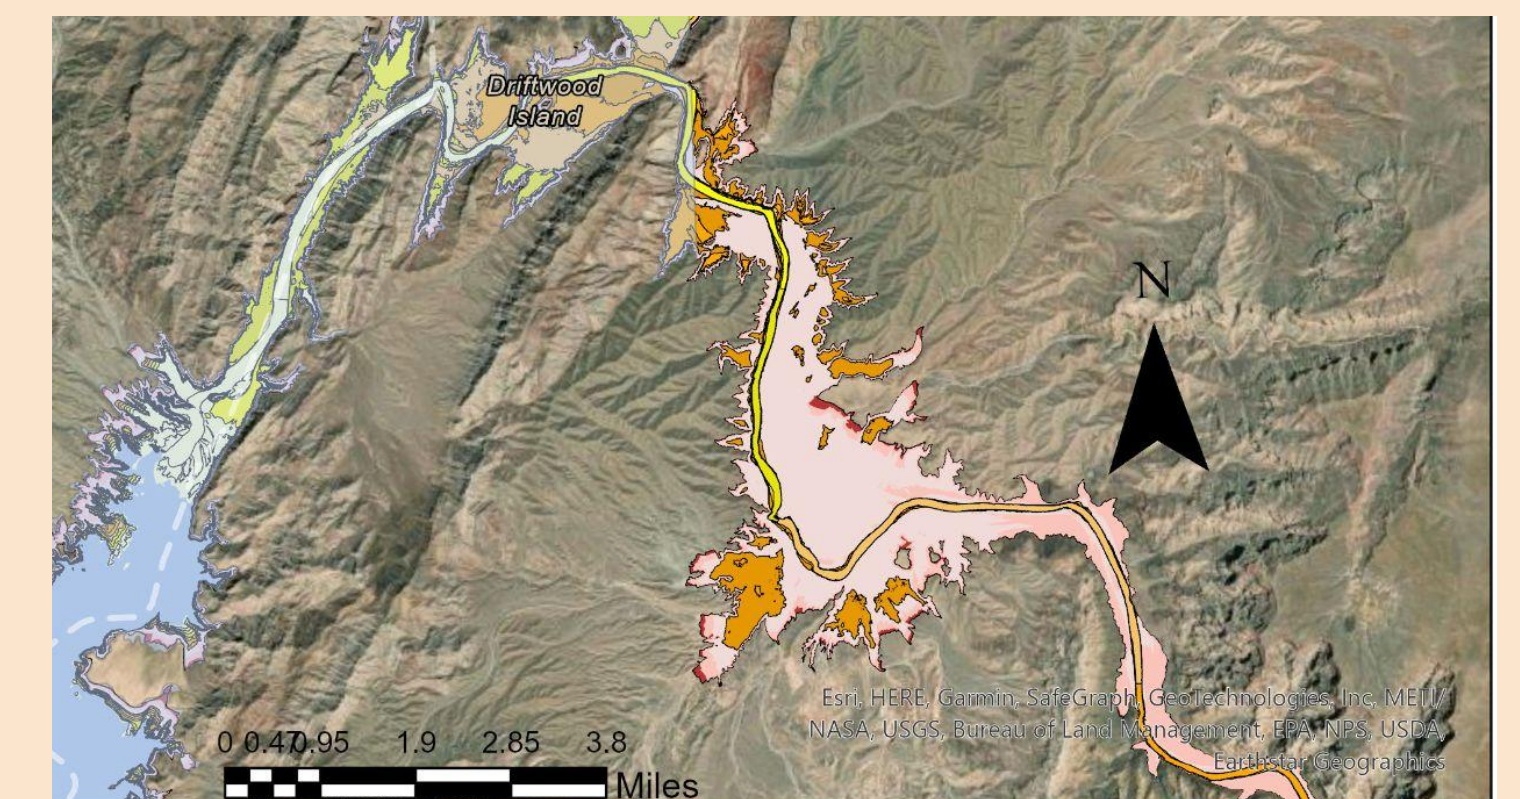 Driftwood
Island
N
Esri, HERE, Garmin, SafeGraph, GeoTechnologies, Inc, METI/
NASA, USGS, Bureau of Land Management, EPA, NPS, USDA,
Earthstar Geographics
0 0.47 0.95 1.9 2.85 3.8
Miles